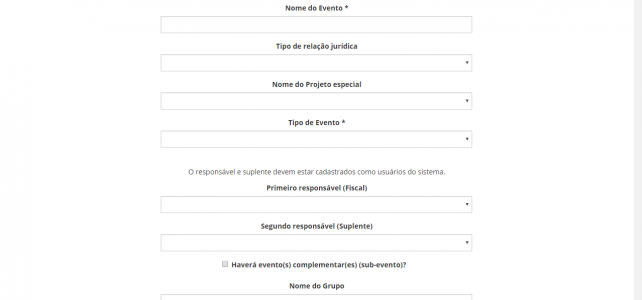 Nome do Evento *
Tipo de relação jurídica
Nome do Projeto especial
Tipo de Evento *
O responsável e suplente devem estar cadastrados como usuários do sistema.
Primeiro responsável (Fiscal)
Segundo responsável (Suplente)
Haverá evento(s) complementar(es) (sub-evento)?
Nome do Grupo